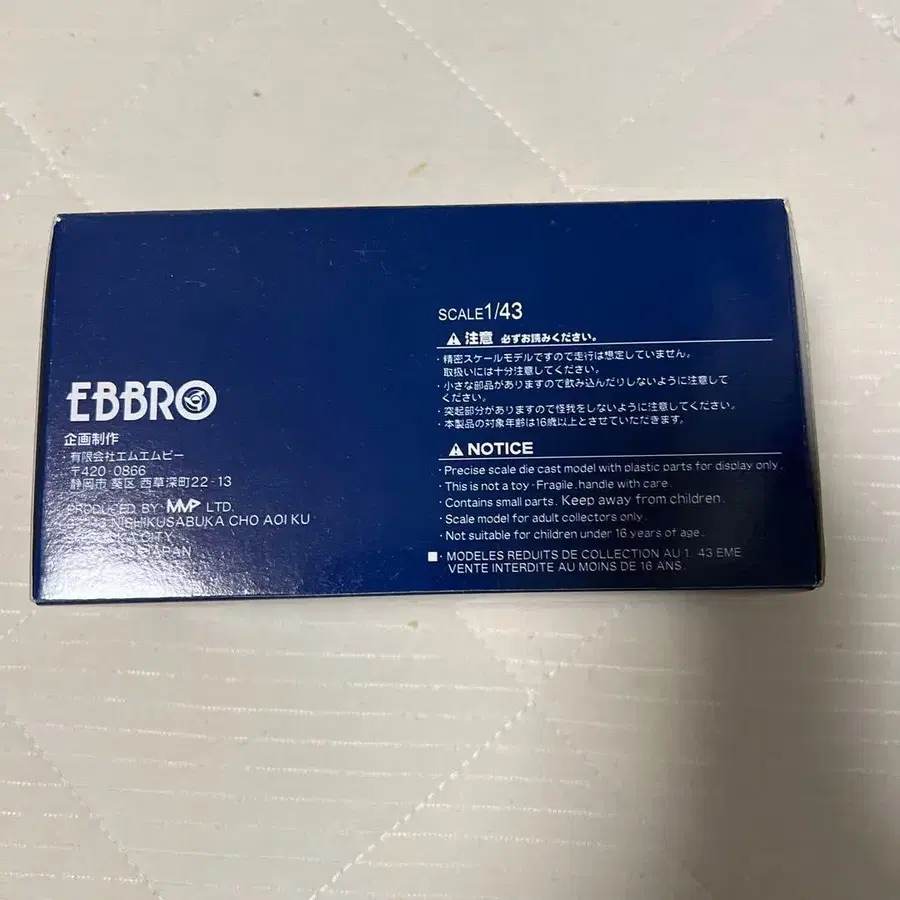 EBBRO
企画制作
有限会社エムエムピー
〒420-0866
静岡市 葵区 西草深町22-13
PRODUCED BY MMP LTD.
NISHIKUSABUKA CHO AOI KU
CITY
JAPAN
SCALE1/43
⚠注意 必ずお読みください。
・精密スケールモデルですので走行は想定していません。
取扱いには十分注意してください。
・小さな部品がありますので飲み込んだりしないように注意して
ください。
・突起部分がありますので怪我をしないように注意してください。
・本製品の対象年齢は16歳以上とさせていただきます。
⚠NOTICE
・Precise scale die cast model with plastic parts for display only.
・This is not a toy・Fragile, handle with care.
・Contains small parts. Keep away from children.
・Scale model for adult collectors only.
・Not suitable for children under 16 years of age.
■・MODELES REDUITS DE COLLECTION AU 1. 43 EME
VENTE INTERDITE AU MOINS DE 16 ANS.